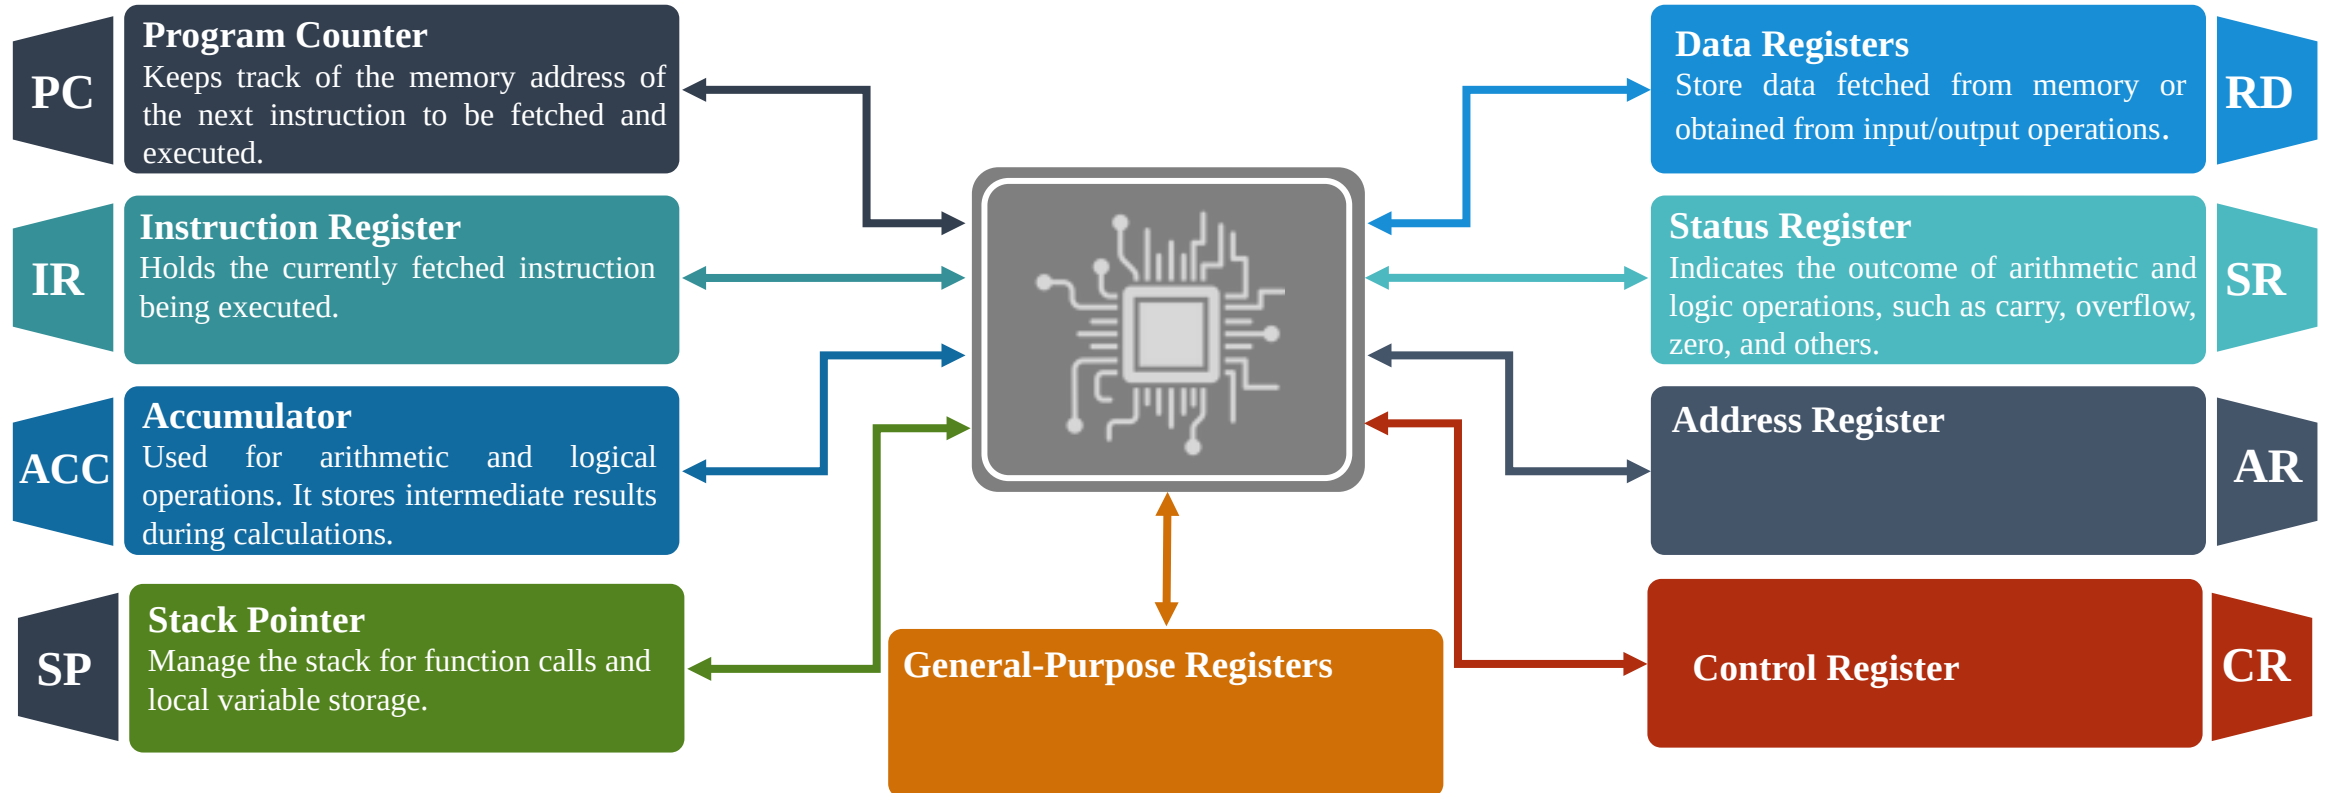 PC
Program Counter
Keeps track of the memory address of
the next instruction to be fetched and
executed.
IR
Instruction Register
Holds the currently fetched instruction
being executed.
ACC
Accumulator
Used for arithmetic and logical
operations. It stores intermediate results
during calculations.
SP
Stack Pointer
Manage the stack for function calls and
local variable storage.
General-Purpose Registers
Data Registers
Store data fetched from memory or
obtained from input/output operations.
RD
Status Register
Indicates the outcome of arithmetic and
logic operations, such as carry, overflow,
zero, and others.
SR
Address Register
AR
Control Register
CR